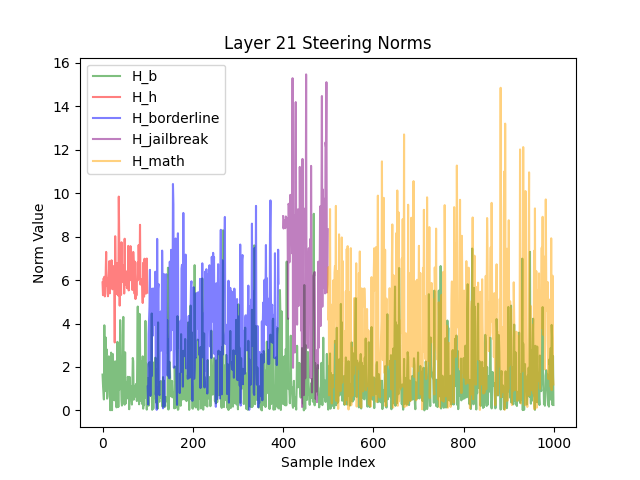 Layer 21 Steering Norms
16
14
12
10
8
6
4
2
0
Norm Value
H_b
H_h
H_borderline
H_jailbreak
H_math
0
200
400
600
800
1000
Sample Index